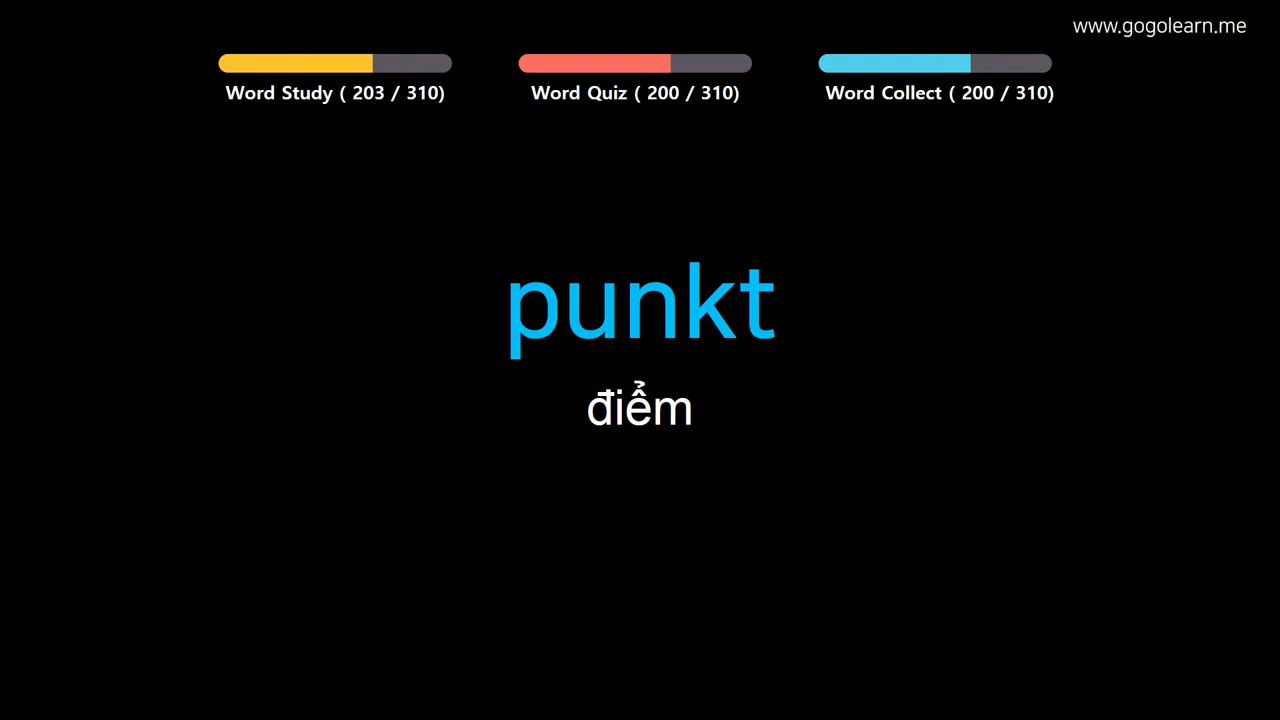 www.gogolearn.me
Word Study ( 203 / 310)
Word Quiz ( 200 / 310)
Word Collect ( 200 / 310)
punkt
điểm